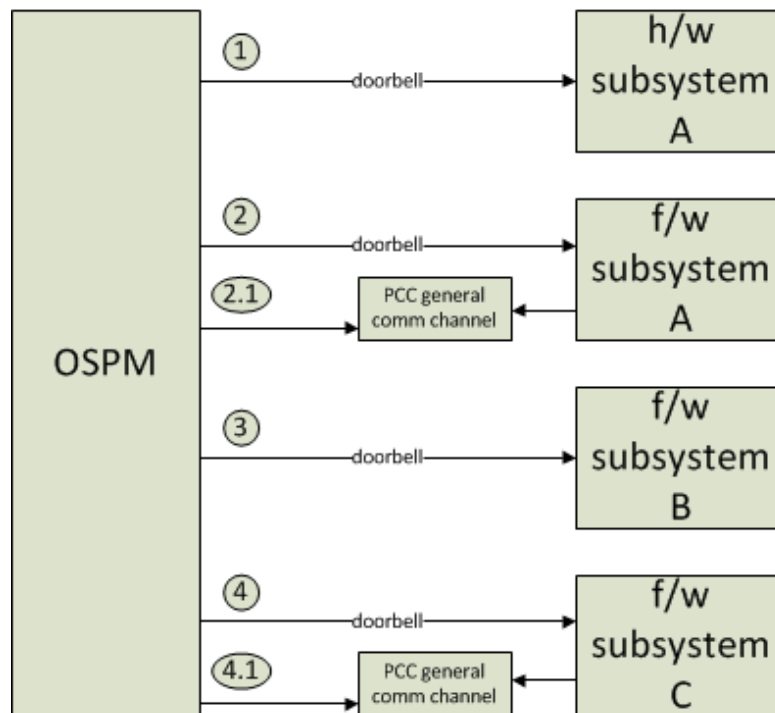 1
doorbell
h/w
subsystem
A
2
doorbell
f/w
subsystem
A
2.1
PCC general
comm channel
OSPM
3
doorbell
f/w
subsystem
B
4
doorbell
f/w
subsystem
C
4.1
PCC general
comm channel